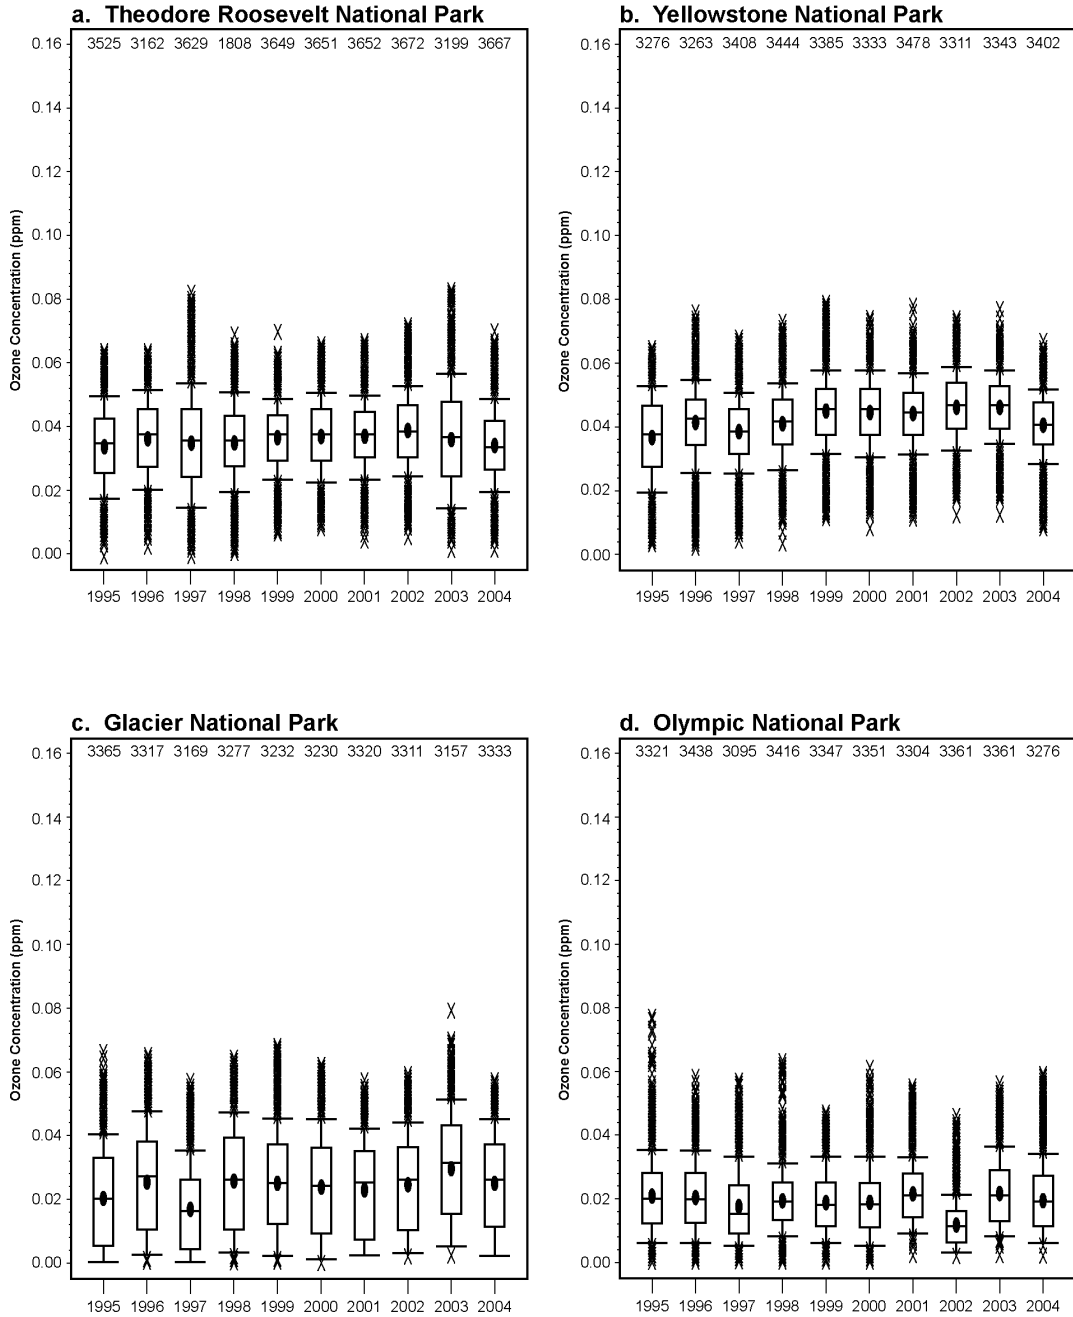 a. Theodore Roosevelt National Park
3525 3162 3629 1808 3649 3651 3652 3672 3199 3667
Ozone Concentration (ppm)
0.16
0.14
0.12
0.10
0.08
0.06
0.04
0.02
0.00
1995 1996 1997 1998 1999 2000 2001 2002 2003 2004
b. Yellowstone National Park
3276 3263 3408 3444 3385 3333 3478 3311 3343 3402
Ozone Concentration (ppm)
0.16
0.14
0.12
0.10
0.08
0.06
0.04
0.02
0.00
1995 1996 1997 1998 1999 2000 2001 2002 2003 2004
c. Glacier National Park
3365 3317 3169 3277 3232 3230 3320 3311 3157 3333
Ozone Concentration (ppm)
0.16
0.14
0.12
0.10
0.08
0.06
0.04
0.02
0.00
1995 1996 1997 1998 1999 2000 2001 2002 2003 2004
d. Olympic National Park
3321 3438 3095 3416 3347 3351 3304 3361 3361 3276
Ozone Concentration (ppm)
0.16
0.14
0.12
0.10
0.08
0.06
0.04
0.02
0.00
1995 1996 1997 1998 1999 2000 2001 2002 2003 2004